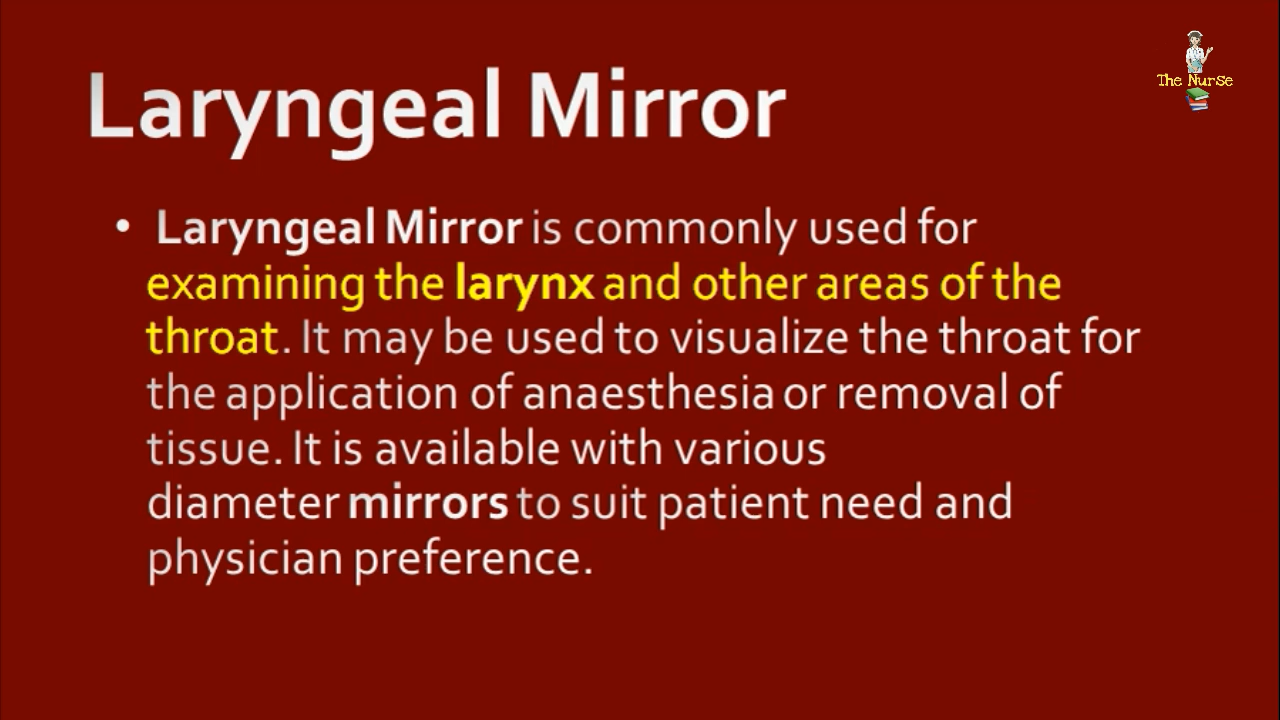 The Nurse
Laryngeal Mirror
• Laryngeal Mirror is commonly used for
examining the larynx and other areas of the
throat. It may be used to visualize the throat for
the application of anaesthesia or removal of
tissue. It is available with various
diameter mirrors to suit patient need and
physician preference.